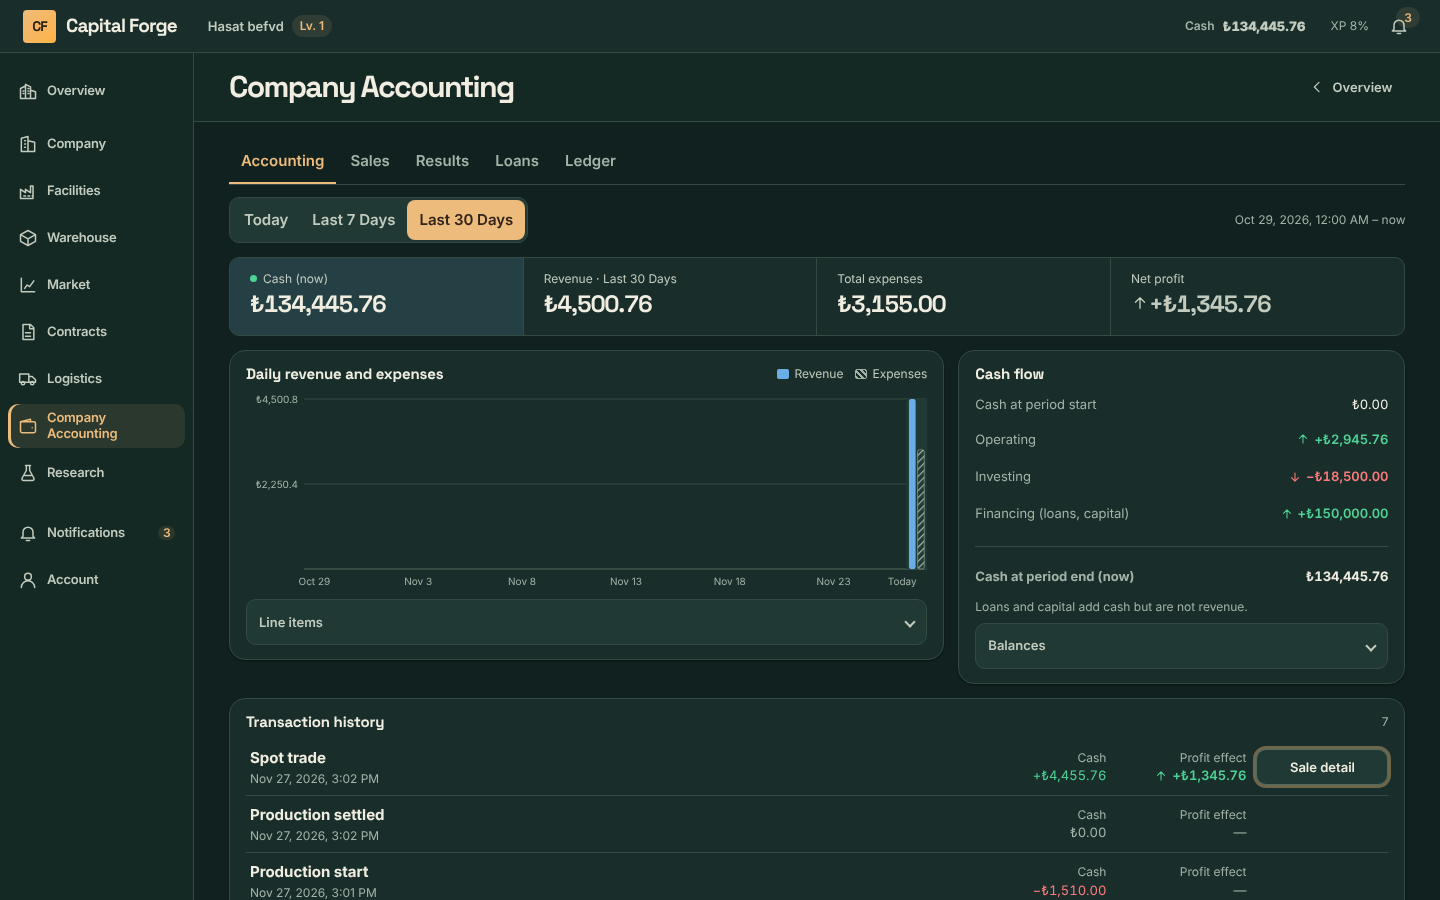 CF Capital Forge
Hasat befvd Lv. 1
Cash ₺134,445.76 XP 8% 3
Overview
Company
Facilities
Warehouse
Market
Contracts
Logistics
Company
Accounting
Research
Notifications 3
Account
Company Accounting
Overview
Accounting Sales Results Loans Ledger
Today Last 7 Days Last 30 Days
Oct 29, 2026, 12:00 AM – now
Cash (now)
₺134,445.76
Revenue · Last 30 Days
₺4,500.76
Total expenses
₺3,155.00
Net profit
↑ +₺1,345.76
Daily revenue and expenses
Revenue Expenses
₺4,500.8
₺2,250.4
Oct 29 Nov 3 Nov 8 Nov 13 Nov 18 Nov 23 Today
Line items
Cash flow
Cash at period start ₺0.00
Operating ↑ +₺2,945.76
Investing ↓ −₺18,500.00
Financing (loans, capital) ↑ +₺150,000.00
Cash at period end (now) ₺134,445.76
Loans and capital add cash but are not revenue.
Balances
Transaction history 7
Spot trade
Nov 27, 2026, 3:02 PM
Cash
+₺4,455.76
Profit effect
↑ +₺1,345.76
Sale detail
Production settled
Nov 27, 2026, 3:02 PM
Cash
₺0.00
Profit effect
—
Production start
Nov 27, 2026, 3:01 PM
Cash
−₺1,510.00
Profit effect
—